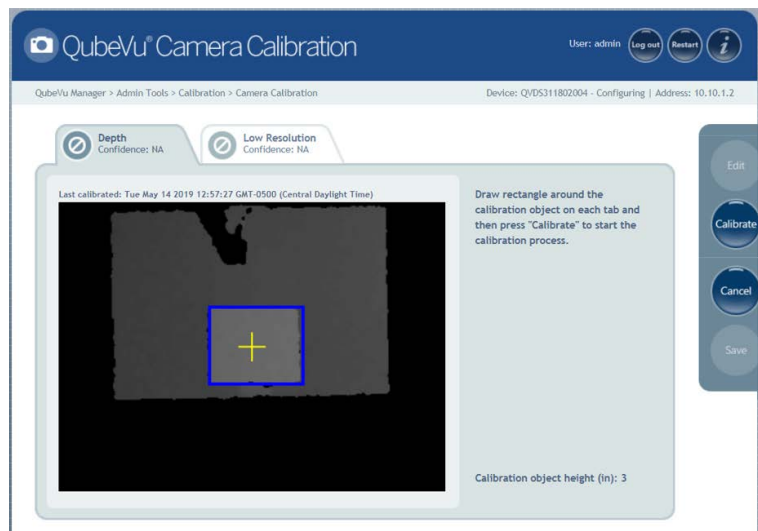 QubeVu® Camera Calibration
User: admin
Log out
Restart
i
QubeVu Manager > Admin Tools > Calibration > Camera Calibration
Device: QVDS311802004 - Configuring | Address: 10.10.1.2
Depth
Confidence: NA
Low Resolution
Confidence: NA
Last calibrated: Tue May 14 2019 12:57:27 GMT-0500 (Central Daylight Time)
Draw rectangle around the
calibration object on each tab and
then press "Calibrate" to start the
calibration process.
Calibration object height (in): 3
Edit
Calibrate
Cancel
Save